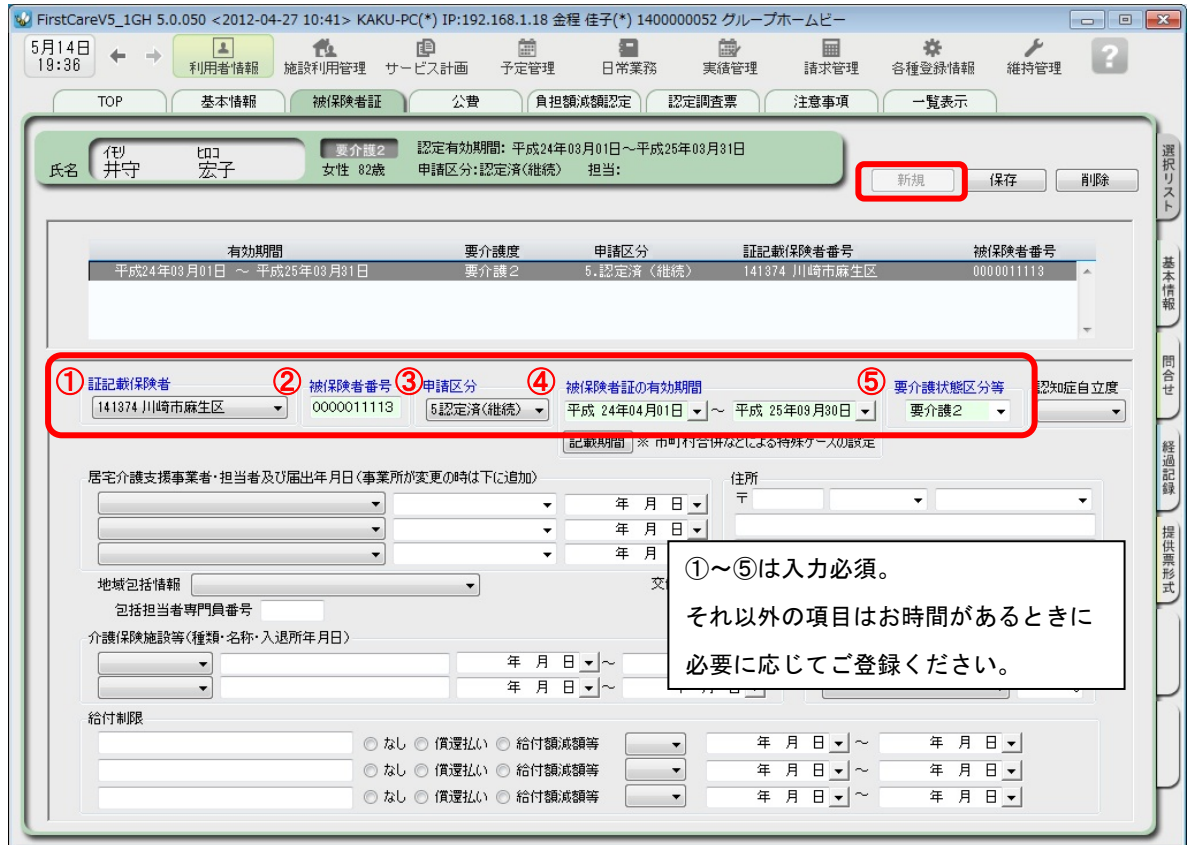 FirstCareV5_1GH 5.0.050 <2012-04-27 10:41> KAKU-PC(*) IP:192.168.1.18 金程 佳子(*) 1400000052 グループホームビー
5月14日
19:36
利用者情報 施設利用管理 サービス計画 予定管理 日常業務 実績管理 請求管理 各種登録情報 維持管理 ?
TOP 基本情報 被保険者証 公費 負担額減額認定 認定調査票 注意事項 一覧表示
イモリ ヒロコ 要介護2 認定有効期間: 平成24年03月01日～平成25年03月31日
氏名 井守 宏子 女性 82歳 申請区分:認定済(継続) 担当:
新規 保存 削除
選択リスト
基本情報
問合せ
経過記録
提供票形式
有効期間 要介護度 申請区分 証記載保険者番号 被保険者番号
平成24年03月01日 ～ 平成25年03月31日 要介護2 5.認定済（継続） 141374 川崎市麻生区 0000011113
①証記載保険者 ②被保険者番号 ③申請区分 ④被保険者証の有効期間 ⑤要介護状態区分等 認知症自立度
141374 川崎市麻生区 0000011113 5認定済(継続) 平成 24年04月01日 ～ 平成 25年09月30日 要介護2
記載期間 ※ 市町村合併などによる特殊ケースの設定
居宅介護支援事業者・担当者及び届出年月日(事業所が変更の時は下に追加) 住所
年 月 日 〒
年 月 日
年 月
地域包括情報
包括担当者専門員番号
介護保険施設等(種類・名称・入退所年月日)
年 月 日 ～
年 月 日 ～
①～⑤は入力必須。
それ以外の項目はお時間があるときに
必要に応じてご登録ください。
給付制限
なし 償還払い 給付額減額等 年 月 日 ～ 年 月 日
なし 償還払い 給付額減額等 年 月 日 ～ 年 月 日
なし 償還払い 給付額減額等 年 月 日 ～ 年 月 日